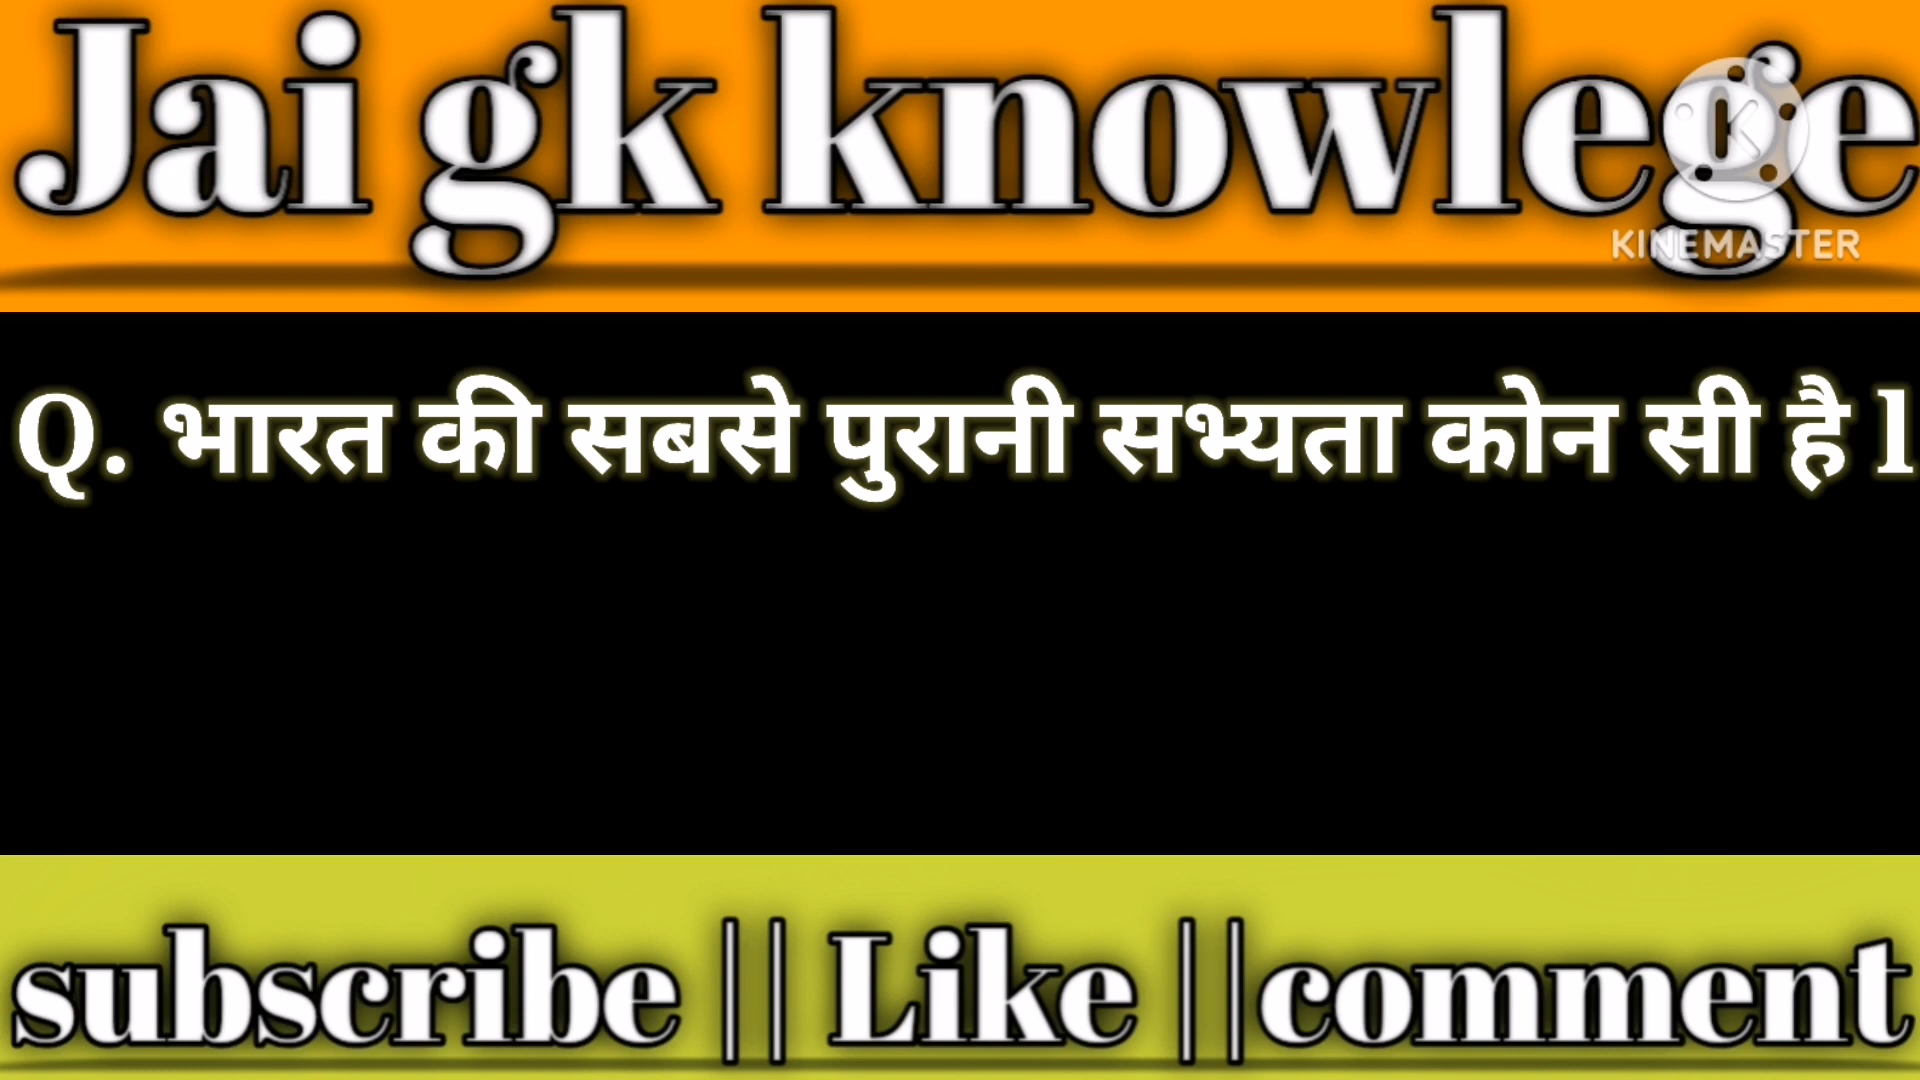 Jai gk knowlege
KINEMASTER
Q. भारत की सबसे पुरानी सभ्यता कोन सी है l
subscribe || Like ||comment